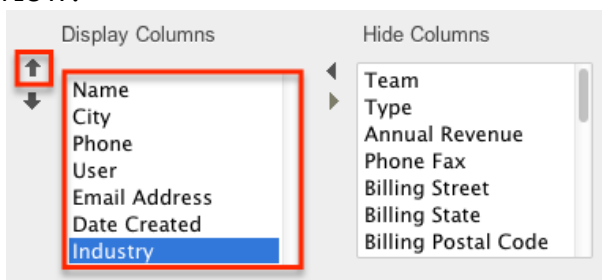 Display Columns
Hide Columns
Name
City
Phone
User
Email Address
Date Created
Industry
Team
Type
Annual Revenue
Phone Fax
Billing Street
Billing State
Billing Postal Code